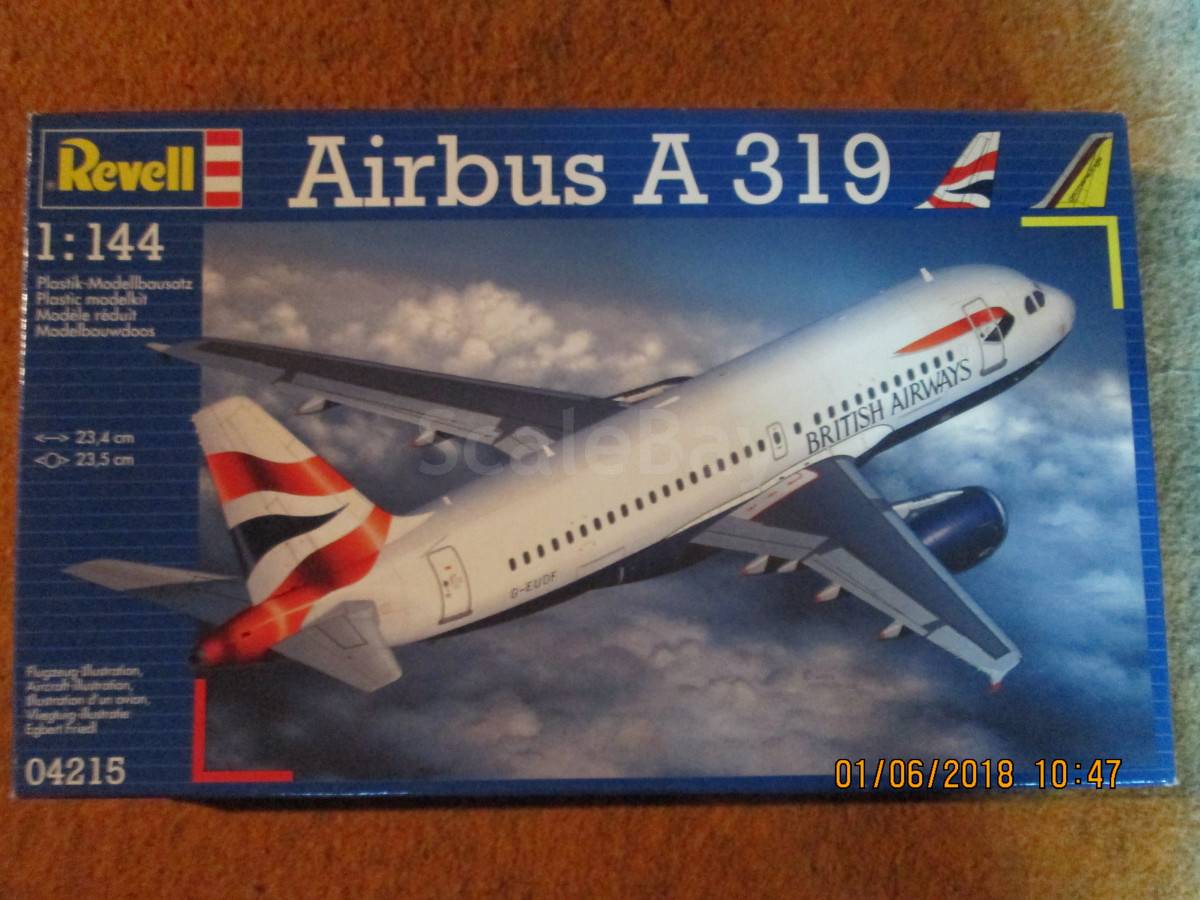 Revell
Airbus A 319
1:144
Plastik-Modellbausatz
Plastic modelkit
Modèle réduit
Modelbouwdoos
23,4 cm
23,5 cm
BRITISH AIRWAYS
G-EUOF
ScaleBay
Flugzeug-Illustration,
Aircraft-Illustration,
Illustration d'un avion,
Vliegtuig-illustratie
Egbert Friedl
04215
01/06/2018 10:47